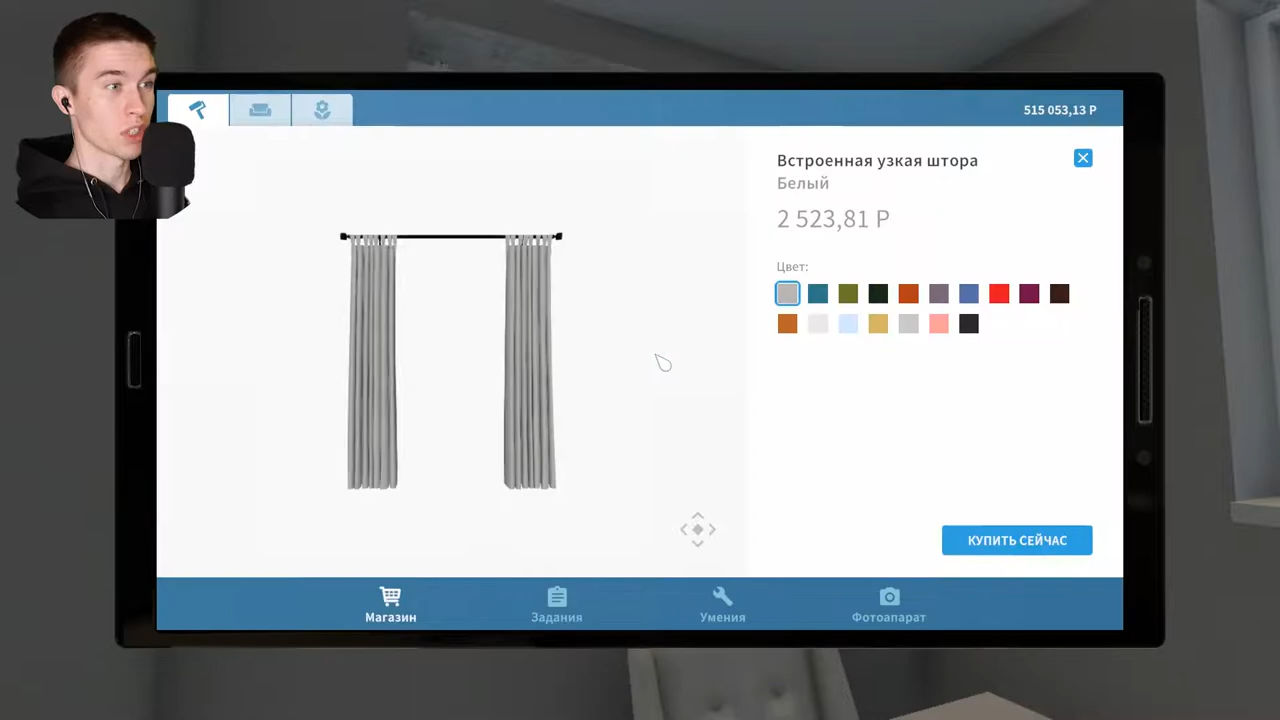 515 053,13 Р
Встроенная узкая штора
Белый
2 523,81 Р
Цвет:
КУПИТЬ СЕЙЧАС
Магазин
Задания
Умения
Фотоапарат